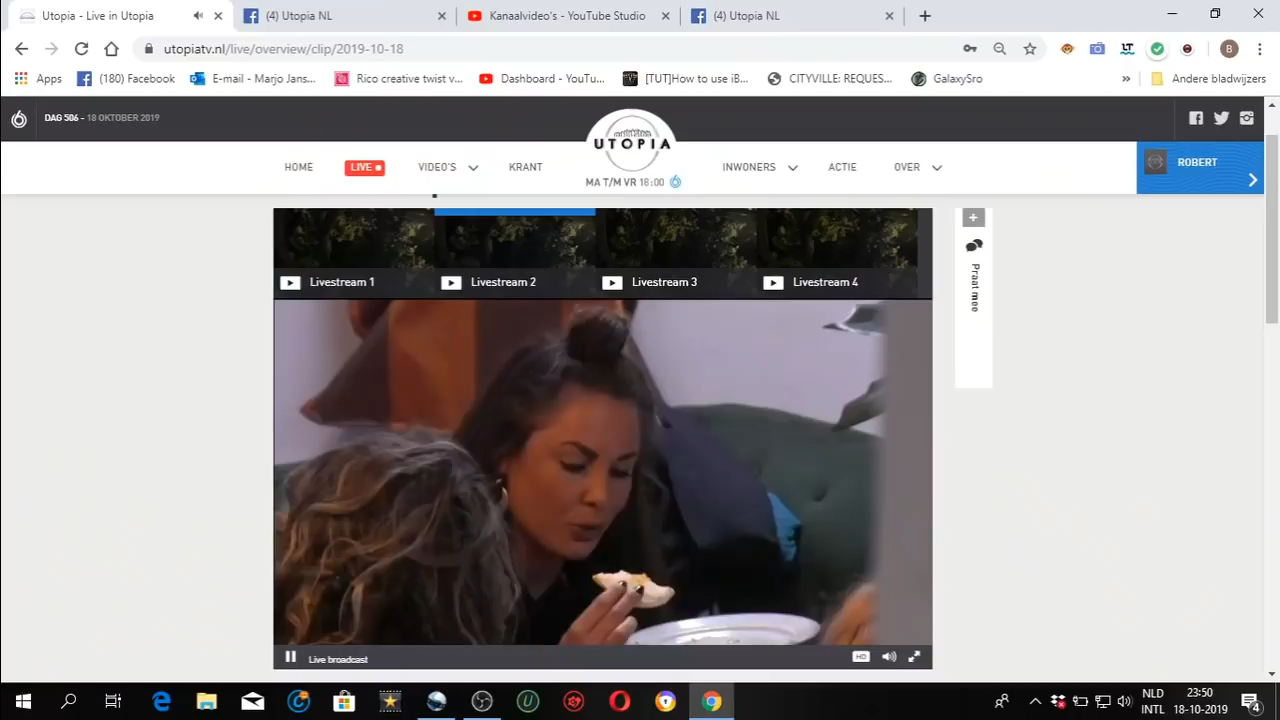 Utopia - Live in Utopia
(4) Utopia NL
Kanaalvideo's - YouTube Studio
(4) Utopia NL
utopiatv.nl/live/overview/clip/2019-10-18
B
Apps
(180) Facebook
E-mail - Marjo Jans...
Rico creative twist v...
Dashboard - YouTu...
[TUT]How to use iB...
CITYVILLE: REQUES...
GalaxySro
»
Andere bladwijzers
DAG 506 - 18 OKTOBER 2019
UTOPIA
HOME
LIVE
VIDEO'S
KRANT
MA T/M VR 18:00
INWONERS
ACTIE
OVER
ROBERT
Livestream 1
Livestream 2
Livestream 3
Livestream 4
Praat mee
Live broadcast
HD
NLD
INTL
23:50
18-10-2019
4